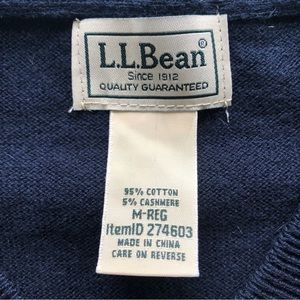 L.L.Bean®
Since 1912
QUALITY GUARANTEED
95% COTTON
5% CASHMERE
M-REG
ItemID 274603
MADE IN CHINA
CARE ON REVERSE